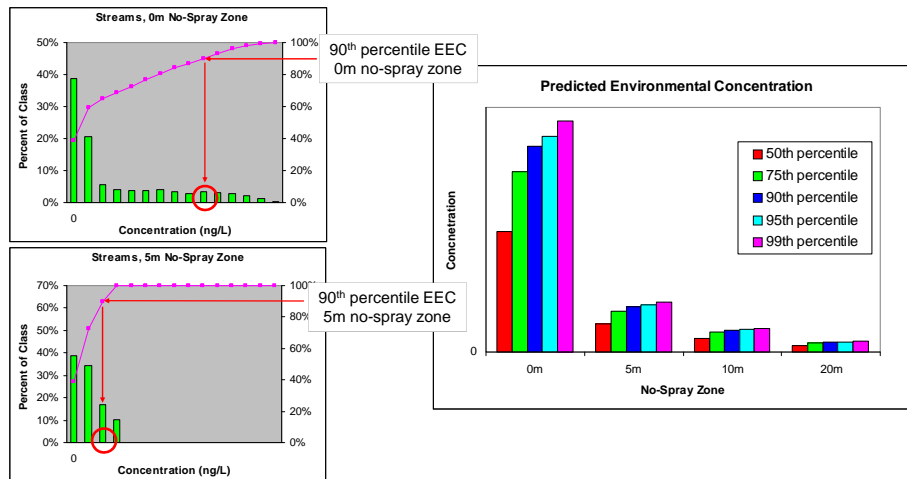 Streams, 0m No-Spray Zone
50%
40%
30%
20%
10%
0%
100%
80%
60%
40%
20%
0%
Percent of Class
0
Concentration (ng/L)
90th percentile EEC
0m no-spray zone
Streams, 5m No-Spray Zone
70%
60%
50%
40%
30%
20%
10%
0%
100%
80%
60%
40%
20%
0%
Percent of Class
0
Concentration (ng/L)
90th percentile EEC
5m no-spray zone
Predicted Environmental Concentration
Concnetration
0
50th percentile
75th percentile
90th percentile
95th percentile
99th percentile
0m 5m 10m 20m
No-Spray Zone